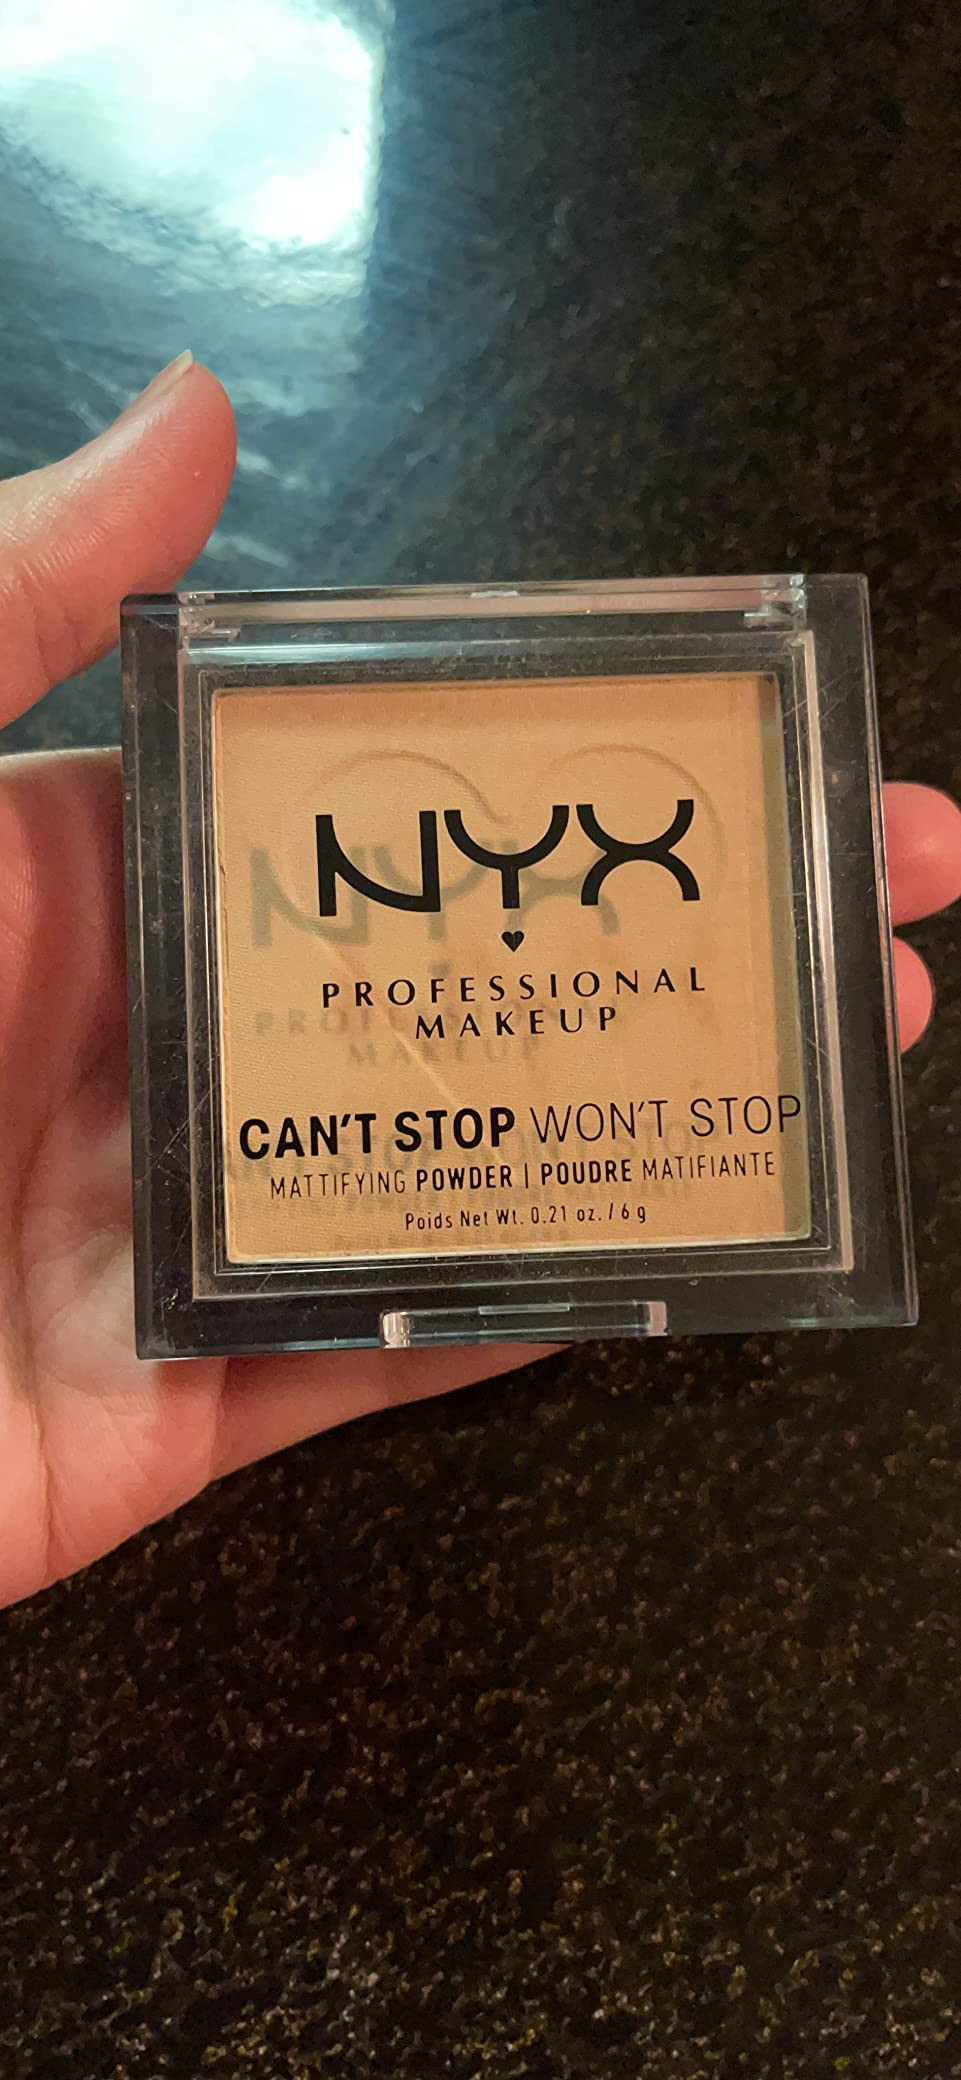 NYX
PROFESSIONAL
MAKEUP
CAN'T STOP WON'T STOP
MATTIFYING POWDER | POUDRE MATIFIANTE
Poids Net Wt. 0.21 oz. / 6 g